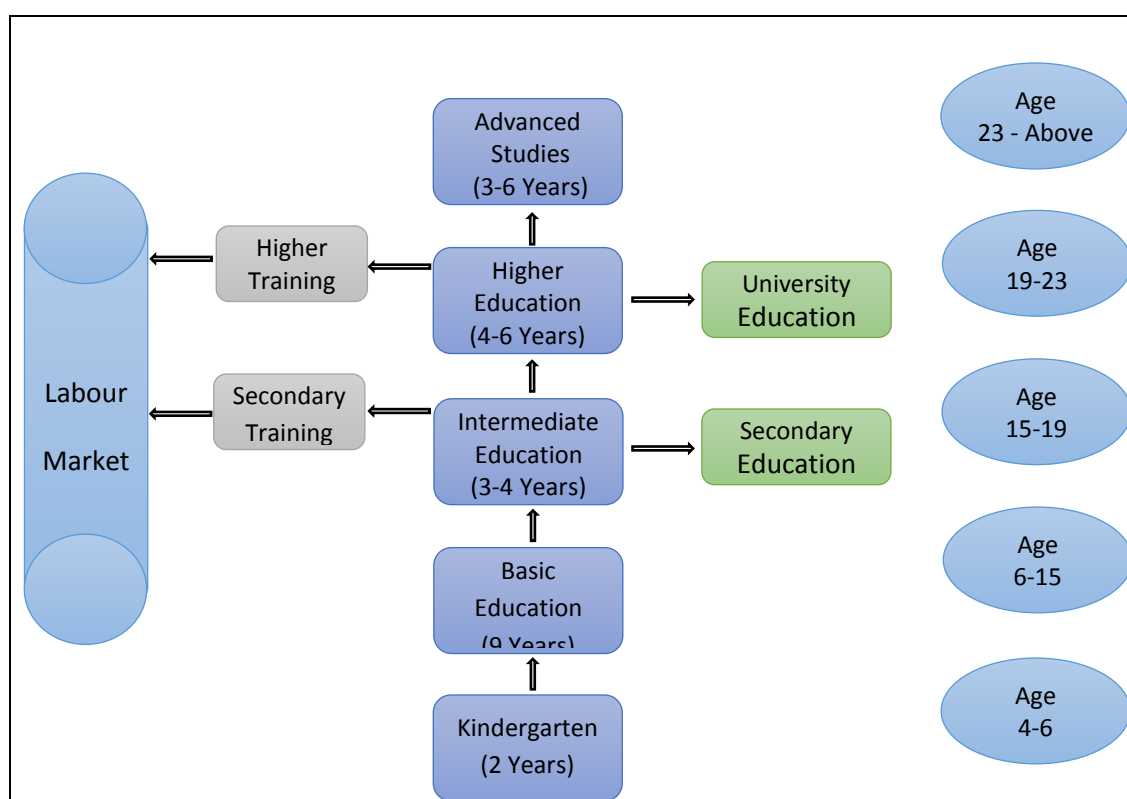 Advanced
Studies
(3-6 Years)
Age
23 - Above
Higher
Training
Higher
Education
(4-6 Years)
University
Education
Age
19-23
Labour
Market
Secondary
Training
Intermediate
Education
(3-4 Years)
Secondary
Education
Age
15-19
Basic
Education
(9 Years)
Age
6-15
Kindergarten
(2 Years)
Age
4-6